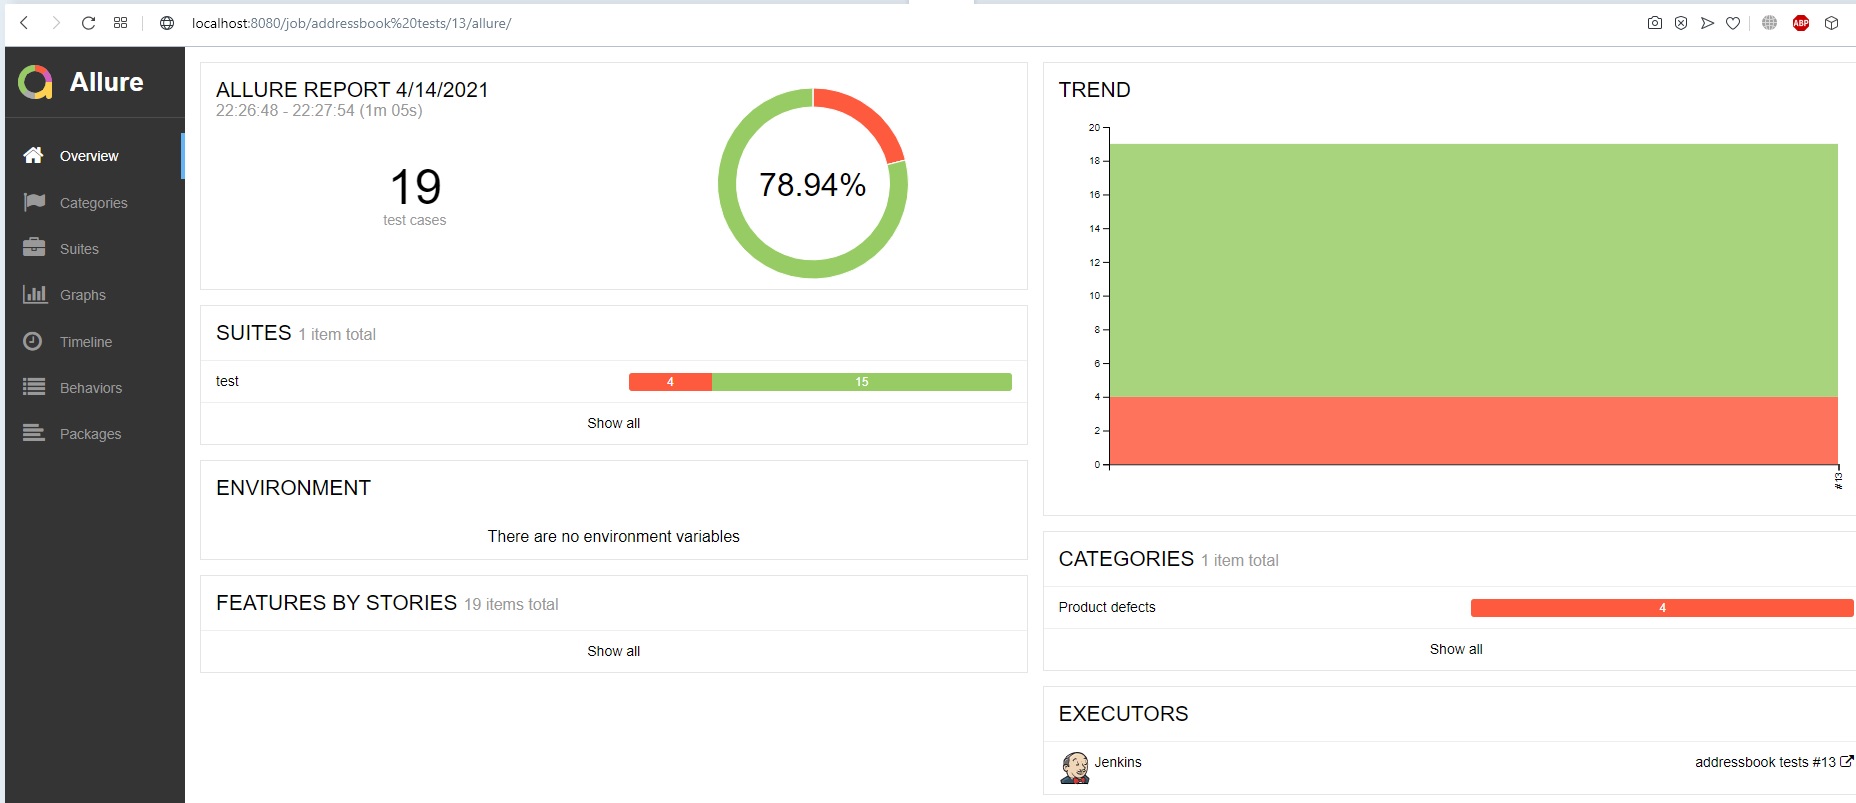 localhost:8080/job/addressbook%20tests/13/allure/
ABP
Allure
Overview
Categories
Suites
Graphs
Timeline
Behaviors
Packages
ALLURE REPORT 4/14/2021
22:26:48 - 22:27:54 (1m 05s)
19
test cases
78.94%
SUITES 1 item total
test 4 15
Show all
ENVIRONMENT
There are no environment variables
FEATURES BY STORIES 19 items total
Show all
TREND
20
18
16
14
12
10
8
6
4
2
0
#13
CATEGORIES 1 item total
Product defects 4
Show all
EXECUTORS
Jenkins addressbook tests #13